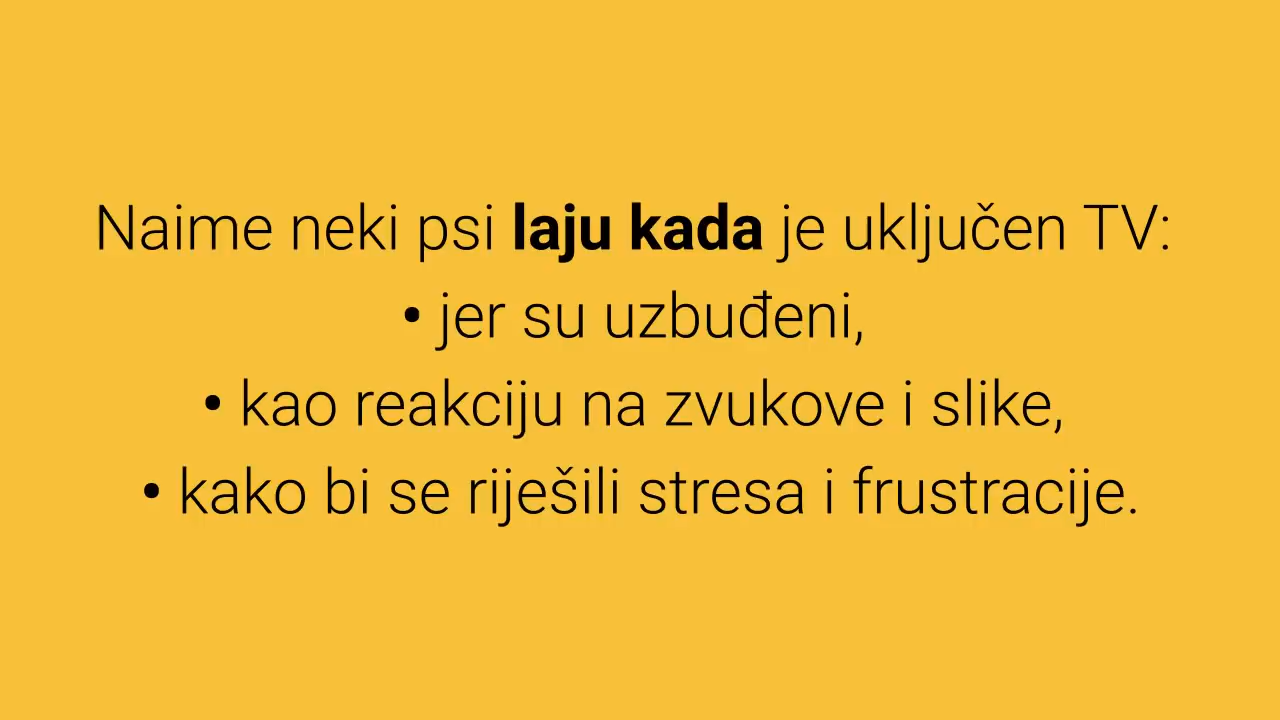 Naime neki psi laju kada je uključen TV:
• jer su uzbuđeni,
• kao reakciju na zvukove i slike,
• kako bi se riješili stresa i frustracije.